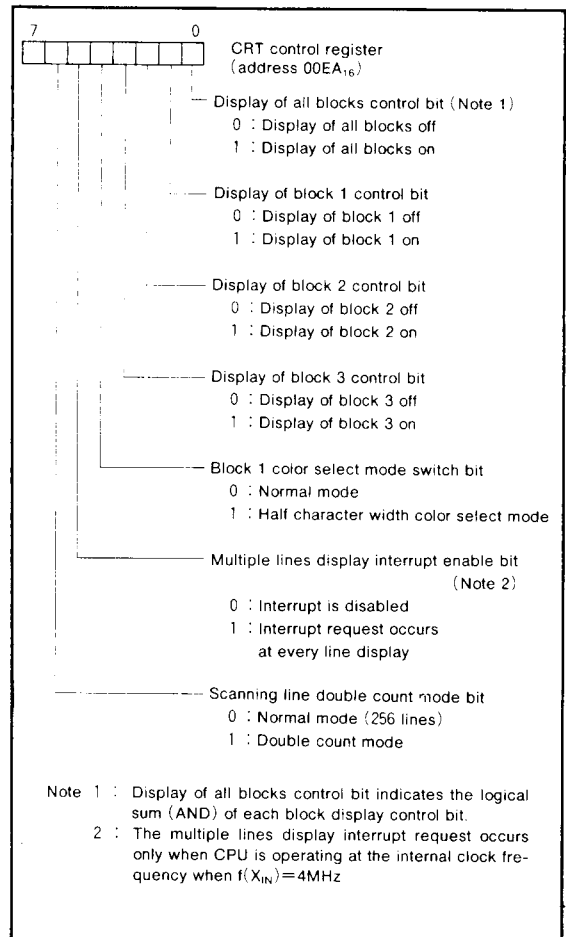 7 0
CRT control register
(address 00EA₁₆)
Display of all blocks control bit (Note 1)
0 : Display of all blocks off
1 : Display of all blocks on
Display of block 1 control bit
0 : Display of block 1 off
1 : Display of block 1 on
Display of block 2 control bit
0 : Display of block 2 off
1 : Display of block 2 on
Display of block 3 control bit
0 : Display of block 3 off
1 : Display of block 3 on
Block 1 color select mode switch bit
0 : Normal mode
1 : Half character width color select mode
Multiple lines display interrupt enable bit
(Note 2)
0 : Interrupt is disabled
1 : Interrupt request occurs
at every line display
Scanning line double count mode bit
0 : Normal mode (256 lines)
1 : Double count mode
Note 1 : Display of all blocks control bit indicates the logical
sum (AND) of each block display control bit.
2 : The multiple lines display interrupt request occurs
only when CPU is operating at the internal clock fre-
quency when f(X_IN)=4MHz